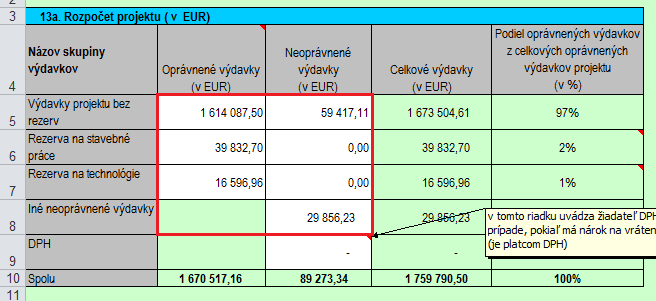 2
3 13a. Rozpočet projektu ( v EUR)
4 Názov skupiny výdavkov Oprávnené výdavky (v EUR) Neoprávnené výdavky (v EUR) Celkové výdavky (v EUR) Podiel oprávnených výdavkov z celkových oprávnených výdavkov projektu (v %)
5 Výdavky projektu bez rezerv 1 614 087,50 59 417,11 1 673 504,61 97%
6 Rezerva na stavebné práce 39 832,70 0,00 39 832,70 2%
7 Rezerva na technológie 16 596,96 0,00 16 596,96 1%
8 Iné neoprávnené výdavky 29 856,23 29 856,23
v tomto riadku uvádza žiadateľ DPH
prípade, pokiaľ má nárok na vráten
(je platcom DPH)
9 DPH - -
10 Spolu 1 670 517,16 89 273,34 1 759 790,50 100%
11